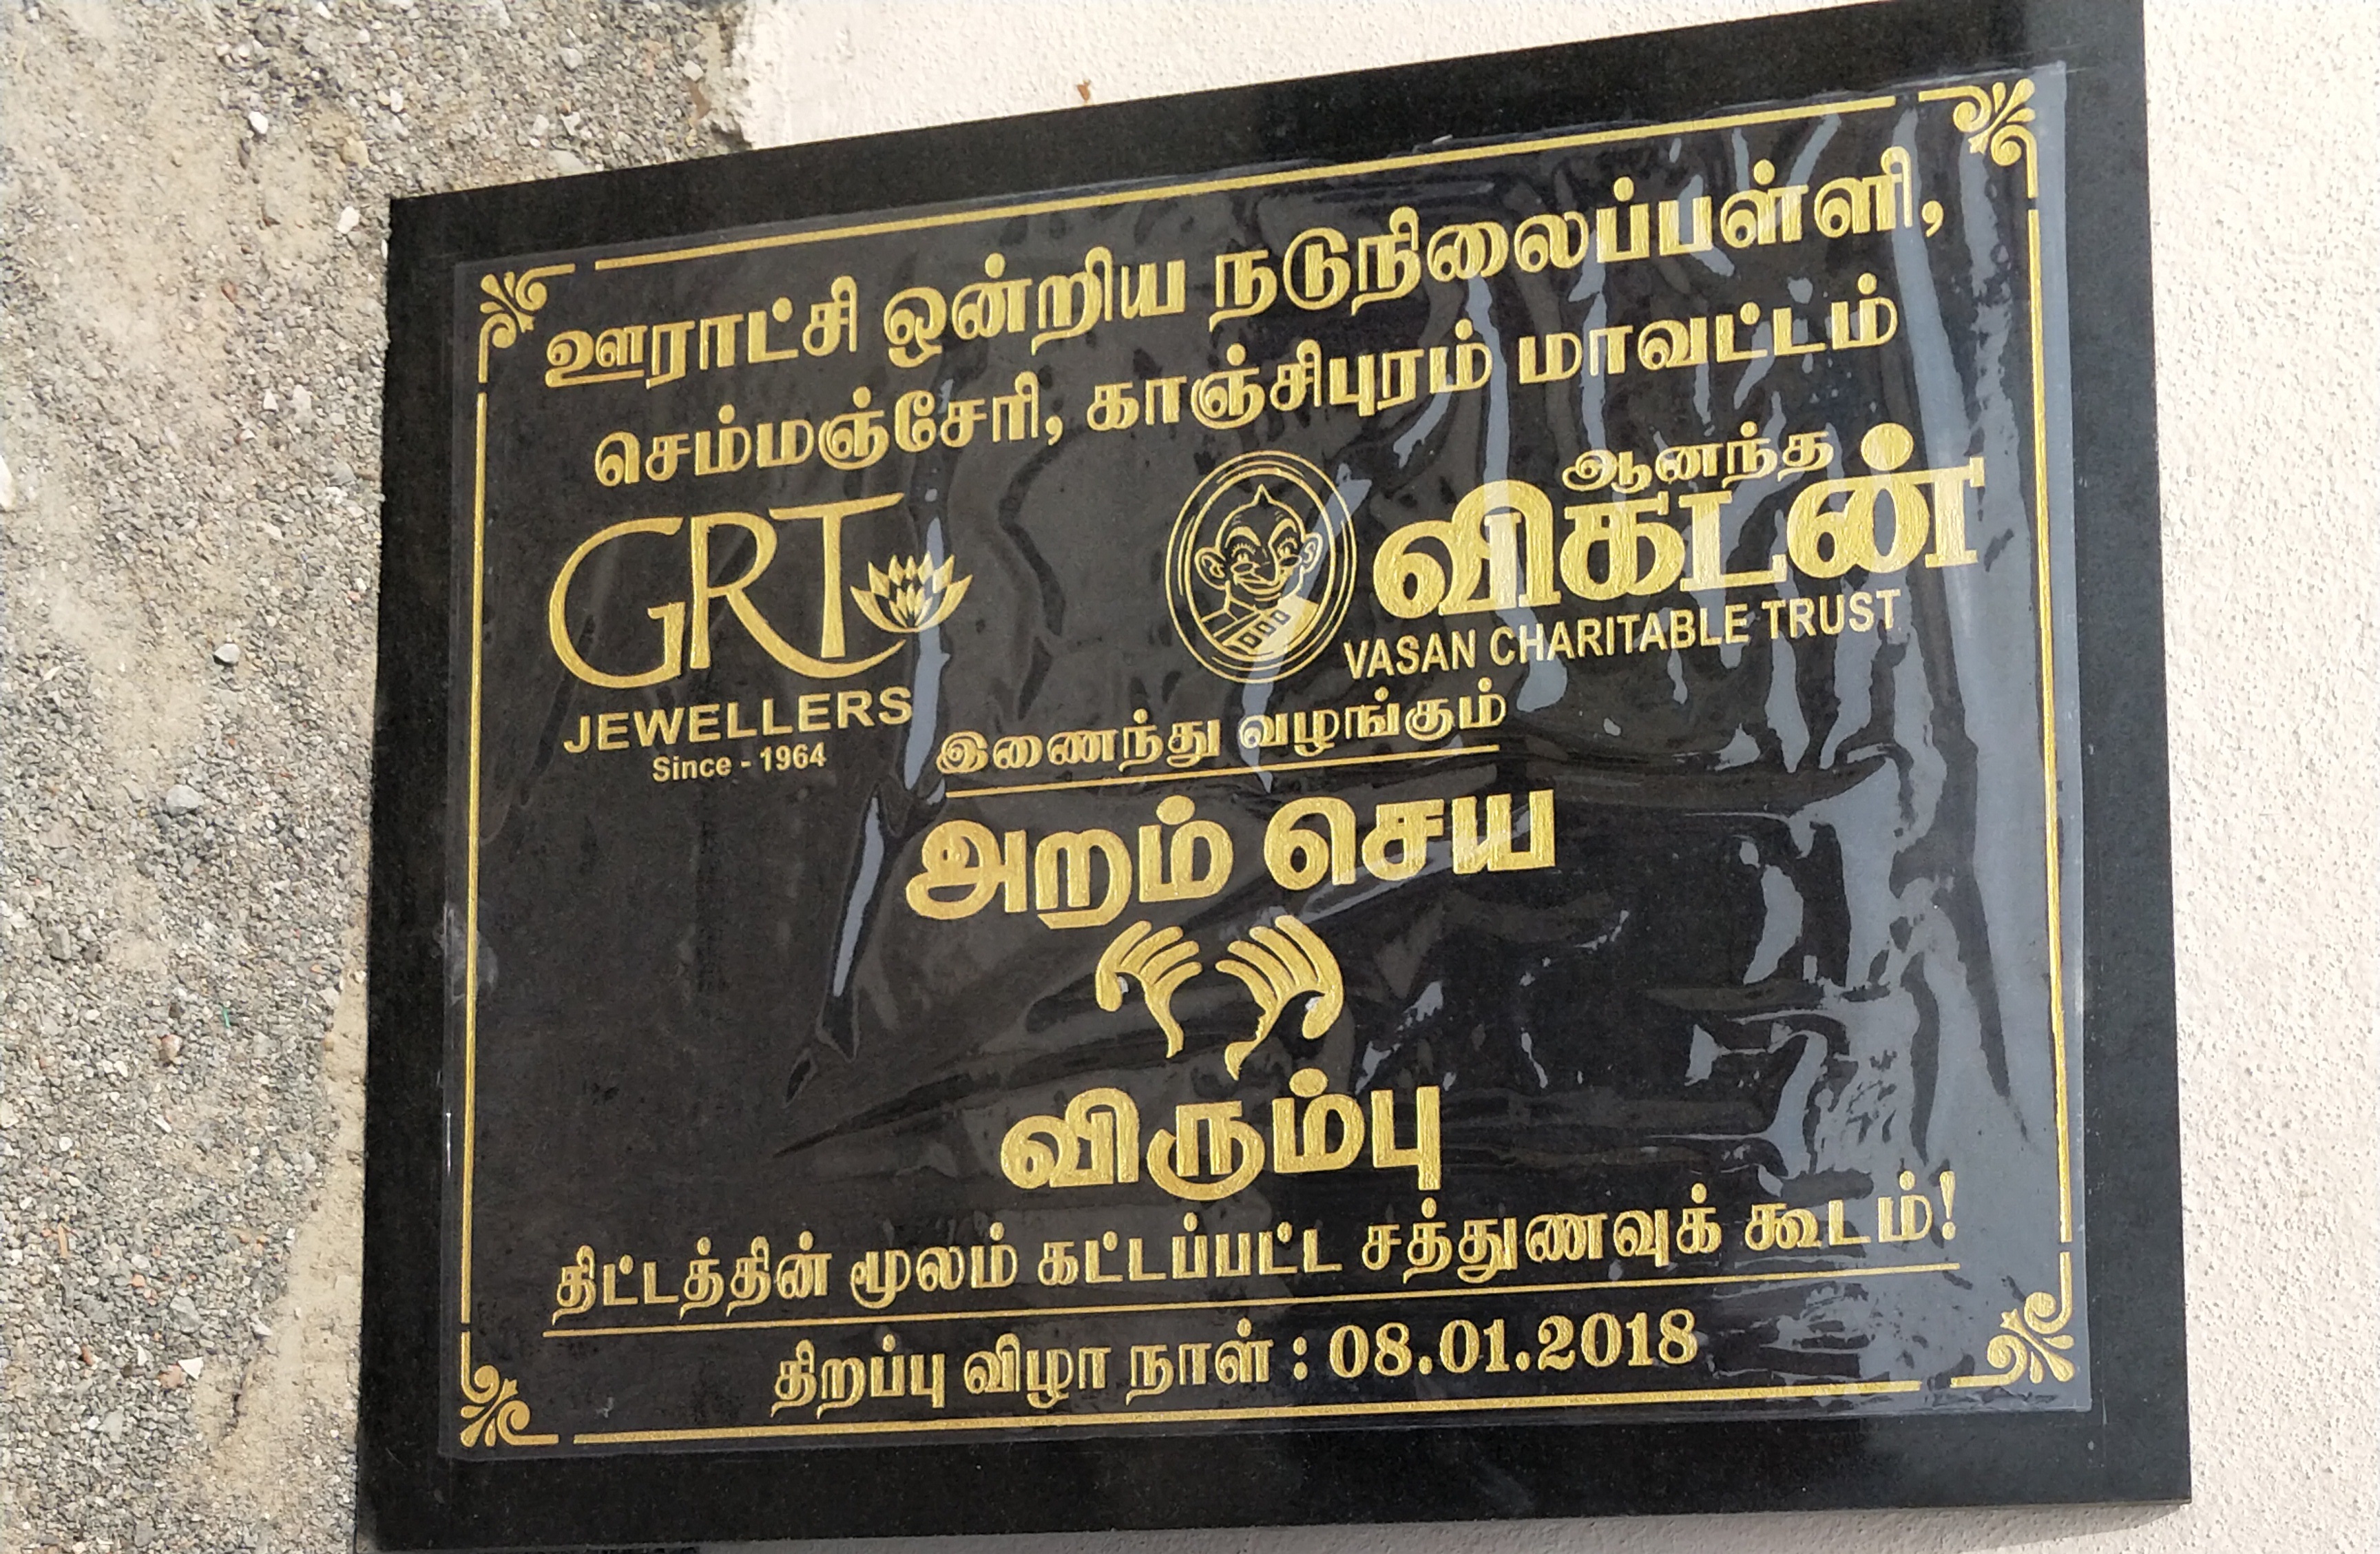 ஊராட்சி ஒன்றிய நடுநிலைப்பள்ளி,
செம்மஞ்சேரி, காஞ்சிபுரம் மாவட்டம்
GRT
JEWELLERS
Since - 1964
ஆனந்த
விகடன்
VASAN CHARITABLE TRUST
இணைந்து வழங்கும்
அறம் செய
விரும்பு
திட்டத்தின் மூலம் கட்டப்பட்ட சத்துணவுக் கூடம்!
திறப்பு விழா நாள் : 08.01.2018